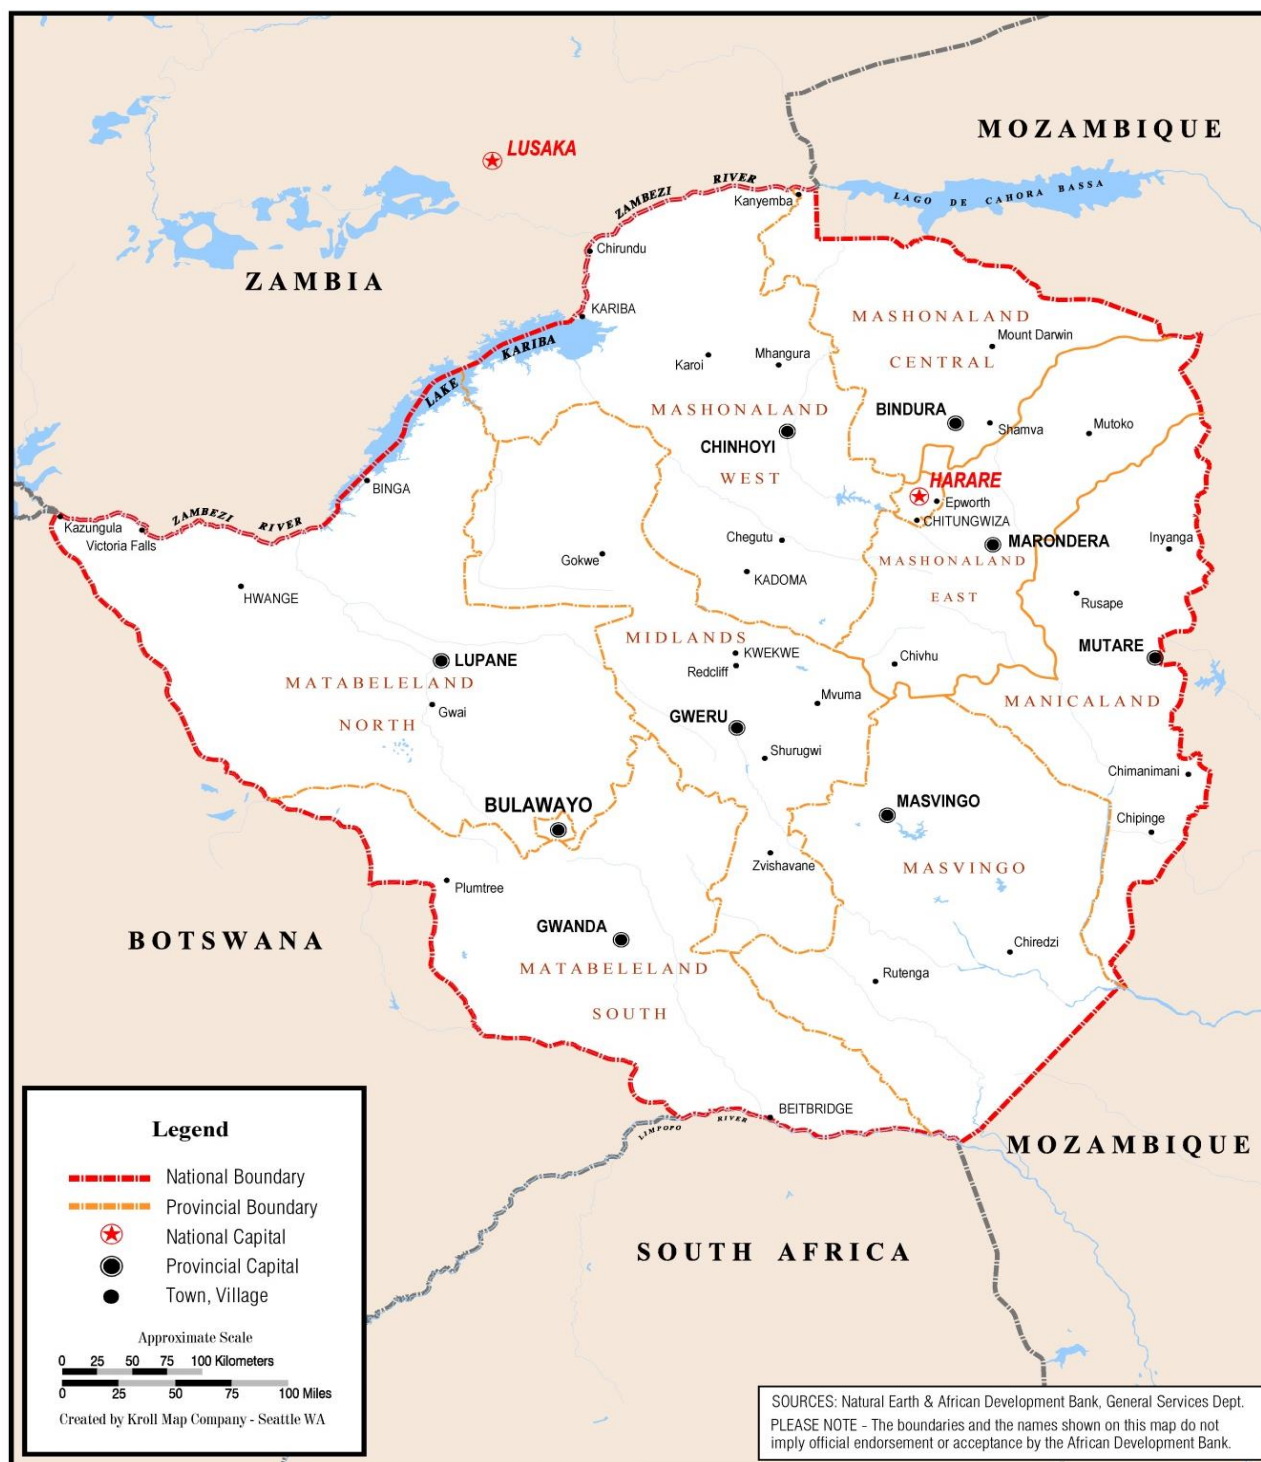 MOZAMBIQUE
LUSAKA
ZAMBEZI RIVER
Kanyemba
LAGO DE CAHORA BASSA
Chirundu
ZAMBIA
KARIBA
MASHONALAND
CENTRAL
Mount Darwin
LAKE KARIBA
Karoi
Mhangura
MASHONALAND
WEST
BINDURA
Shamva
Mutoko
CHINHOYI
HARARE
Epworth
CHITUNGWIZA
BINGA
Kazungula
Victoria Falls
ZAMBEZI RIVER
Chegutu
MARONDERA
Inyanga
Gokwe
KADOMA
MASHONALAND
EAST
HWANGE
Rusape
MIDLANDS
KWEKWE
Redcliff
Chivhu
MUTARE
LUPANE
MATABELELAND
NORTH
Gwai
Mvuma
MANICALAND
GWERU
Shurugwi
Chimanimani
BULAWAYO
MASVINGO
Chipinge
Zvishavane
MASVINGO
Plumtree
GWANDA
BOTSWANA
Chiredzi
MATABELELAND
SOUTH
Rutenga
BEITBRIDGE
LIMPOPO RIVER
MOZAMBIQUE
SOUTH AFRICA
Legend
National Boundary
Provincial Boundary
National Capital
Provincial Capital
Town, Village
Approximate Scale
0 25 50 75 100 Kilometers
0 25 50 75 100 Miles
Created by Kroll Map Company - Seattle WA
SOURCES: Natural Earth & African Development Bank, General Services Dept.
PLEASE NOTE - The boundaries and the names shown on this map do not
imply official endorsement or acceptance by the African Development Bank.